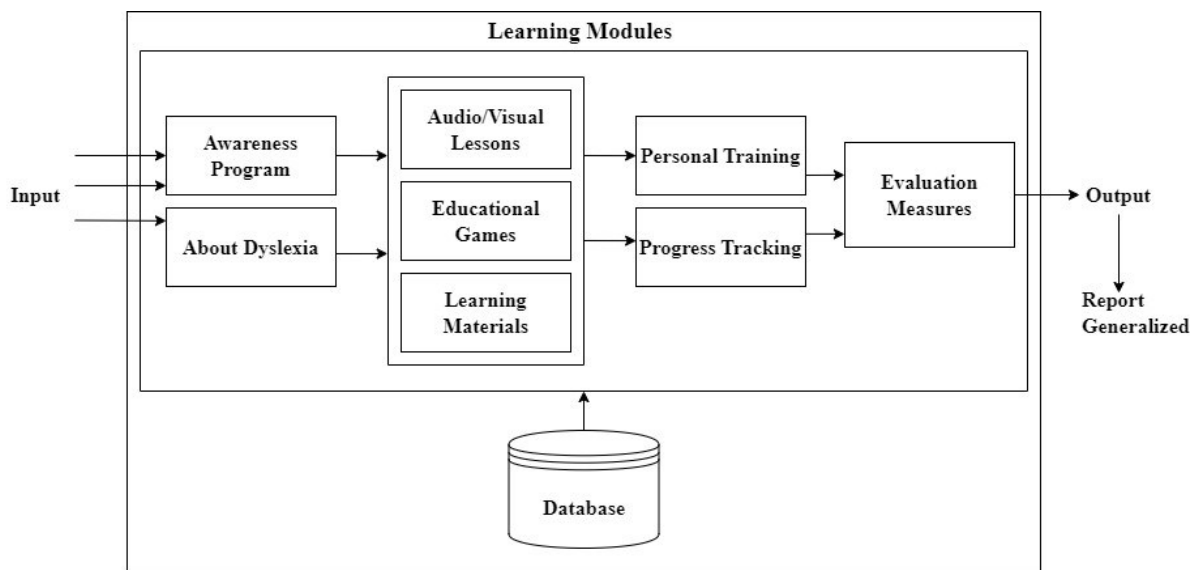 Learning Modules
Input
Awareness
Program
About Dyslexia
Audio/Visual
Lessons
Educational
Games
Learning
Materials
Personal Training
Progress Tracking
Evaluation
Measures
Output
Report
Generalized
Database